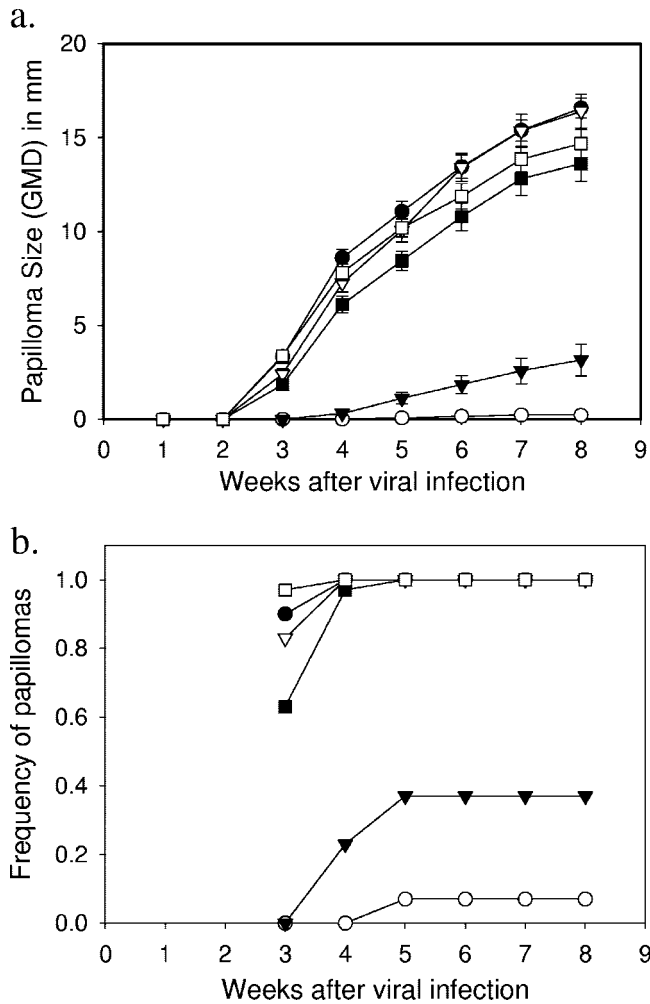 a.
Papilloma Size (GMD) in mm
20
15
10
5
0
0 1 2 3 4 5 6 7 8 9
Weeks after viral infection
b.
Frequency of papillomas
1.0
0.8
0.6
0.4
0.2
0.0
0 1 2 3 4 5 6 7 8 9
Weeks after viral infection